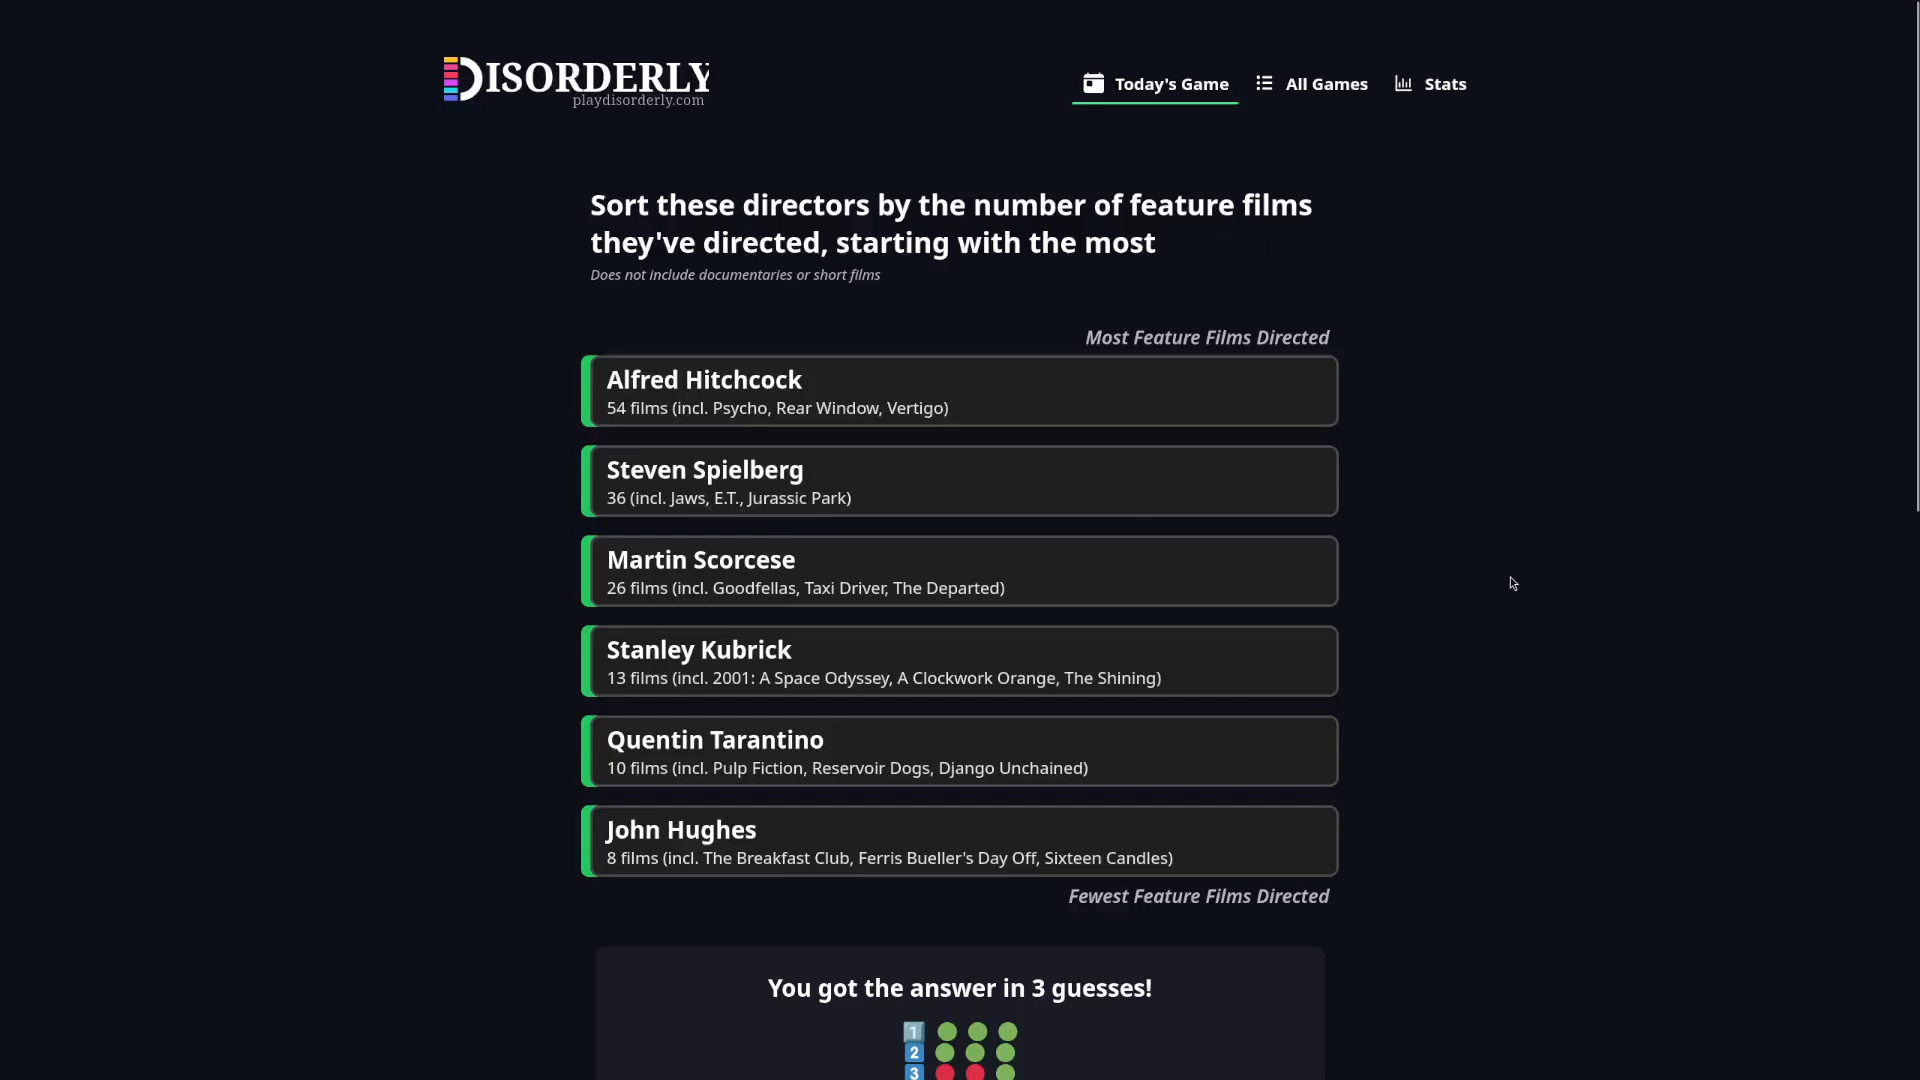 DISORDERLY
playdisorderly.com
Today's Game
All Games
Stats
Sort these directors by the number of feature films
they've directed, starting with the most
Does not include documentaries or short films
Most Feature Films Directed
Alfred Hitchcock
54 films (incl. Psycho, Rear Window, Vertigo)
Steven Spielberg
36 (incl. Jaws, E.T., Jurassic Park)
Martin Scorcese
26 films (incl. Goodfellas, Taxi Driver, The Departed)
Stanley Kubrick
13 films (incl. 2001: A Space Odyssey, A Clockwork Orange, The Shining)
Quentin Tarantino
10 films (incl. Pulp Fiction, Reservoir Dogs, Django Unchained)
John Hughes
8 films (incl. The Breakfast Club, Ferris Bueller's Day Off, Sixteen Candles)
Fewest Feature Films Directed
You got the answer in 3 guesses!
1
2
3